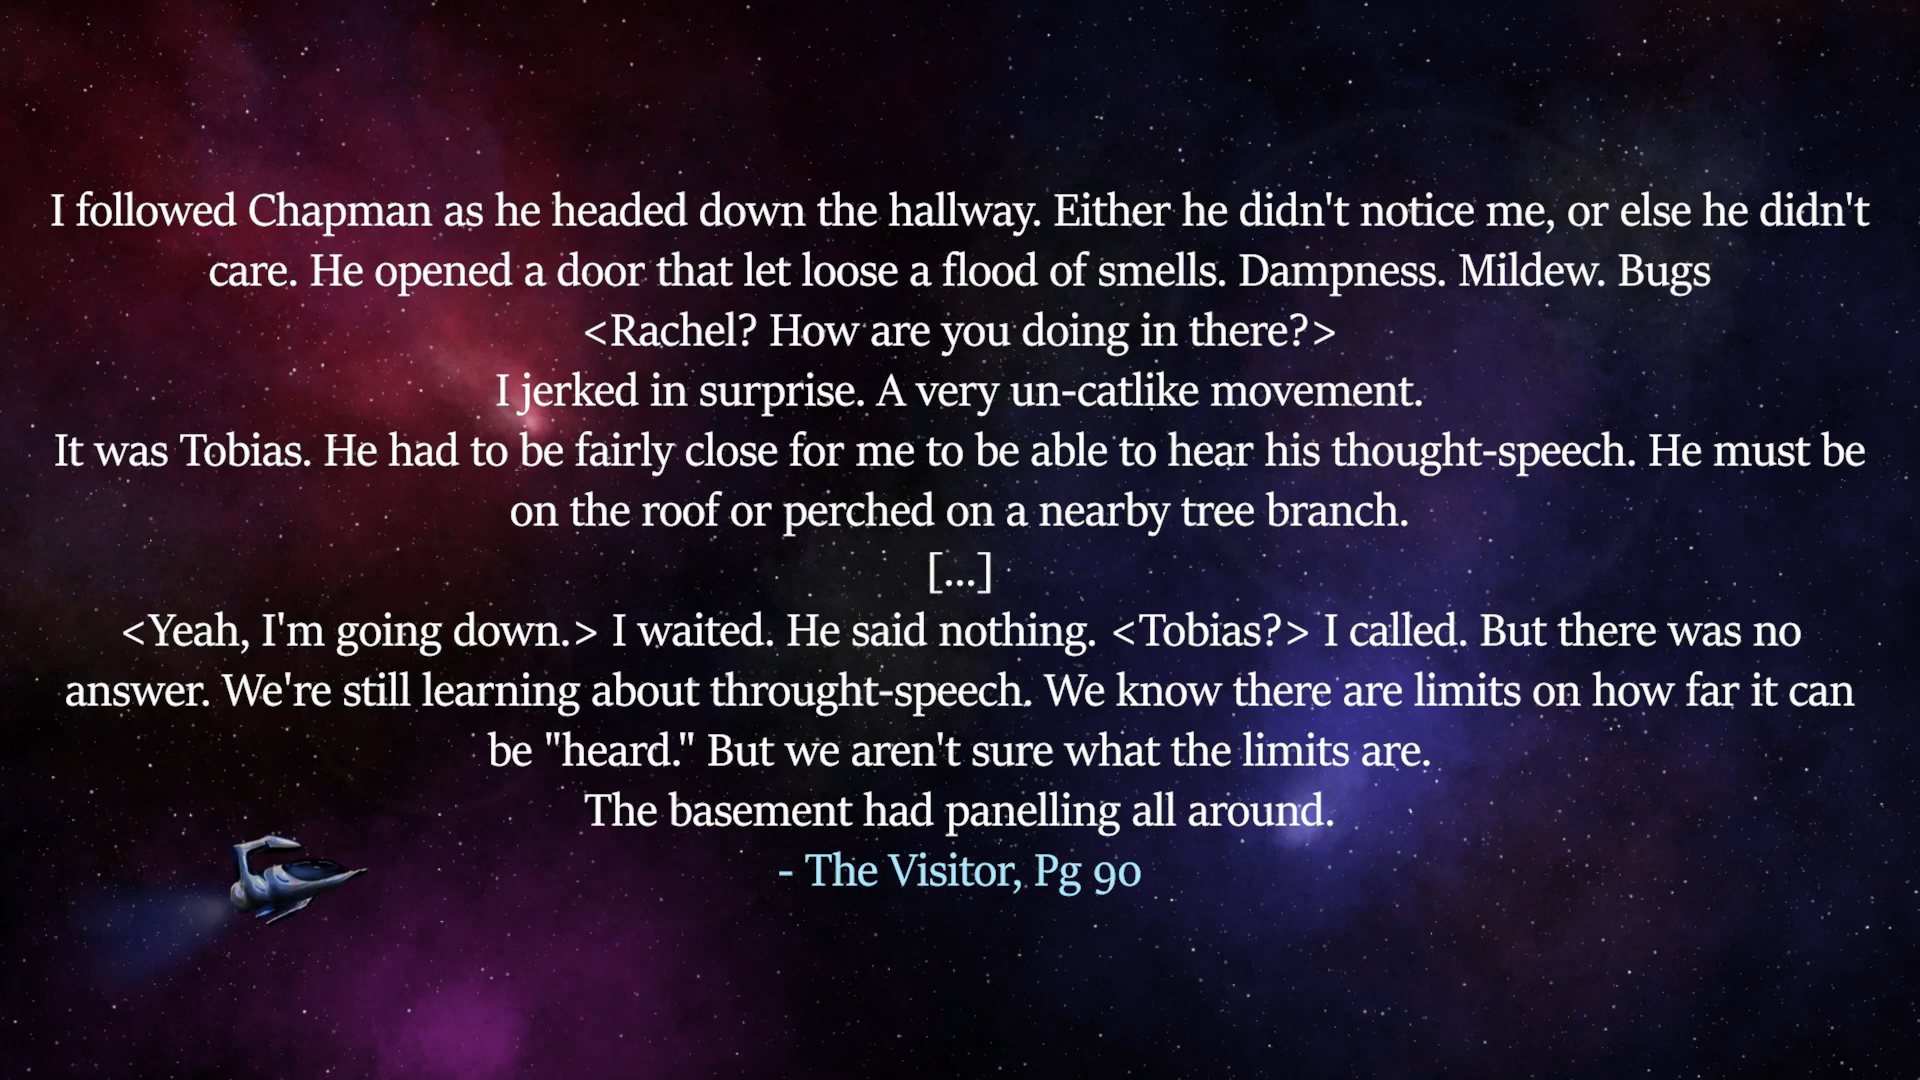 I followed Chapman as he headed down the hallway. Either he didn't notice me, or else he didn't
care. He opened a door that let loose a flood of smells. Dampness. Mildew. Bugs
<Rachel? How are you doing in there?>
I jerked in surprise. A very un-catlike movement.
It was Tobias. He had to be fairly close for me to be able to hear his thought-speech. He must be
on the roof or perched on a nearby tree branch.
[...]
<Yeah, I'm going down.> I waited. He said nothing. <Tobias?> I called. But there was no
answer. We're still learning about throught-speech. We know there are limits on how far it can
be "heard." But we aren't sure what the limits are.
The basement had panelling all around.
- The Visitor, Pg 90